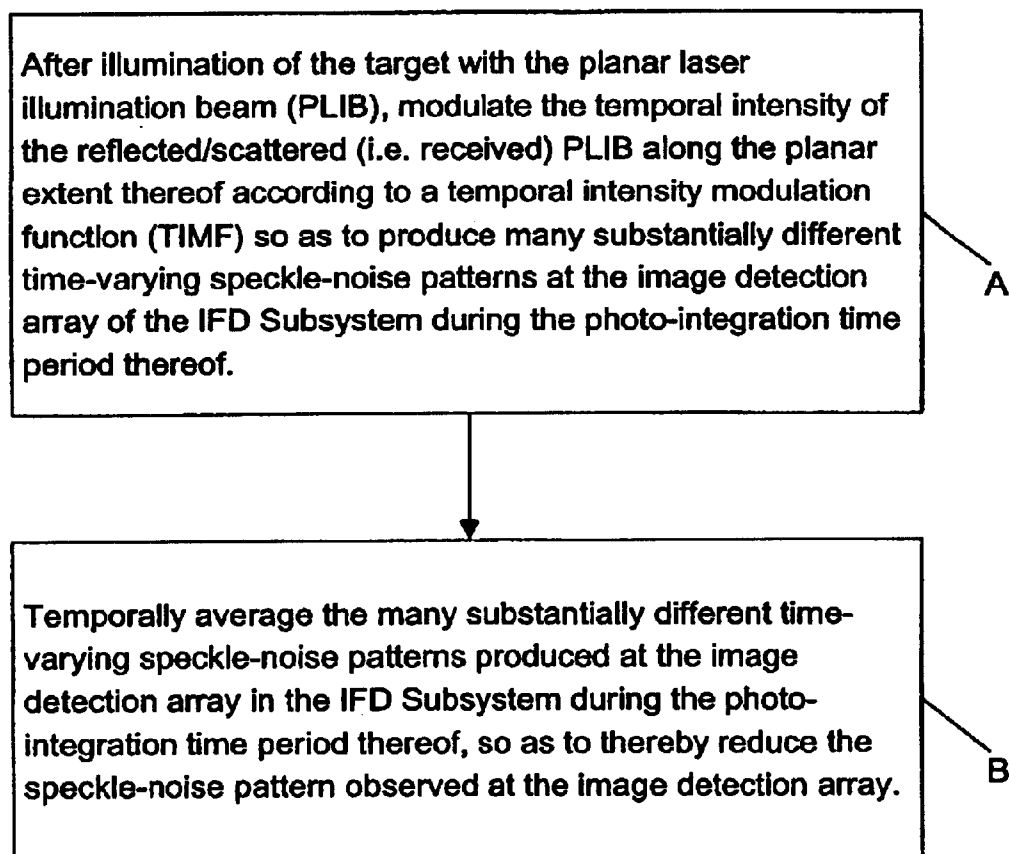 After illumination of the target with the planar laser
illumination beam (PLIB), modulate the temporal intensity of
the reflected/scattered (i.e. received) PLIB along the planar
extent thereof according to a temporal intensity modulation
function (TIMF) so as to produce many substantially different
time-varying speckle-noise patterns at the image detection
array of the IFD Subsystem during the photo-integration time
period thereof.
A
Temporally average the many substantially different time-
varying speckle-noise patterns produced at the image
detection array in the IFD Subsystem during the photo-
integration time period thereof, so as to thereby reduce the
speckle-noise pattern observed at the image detection array.
B